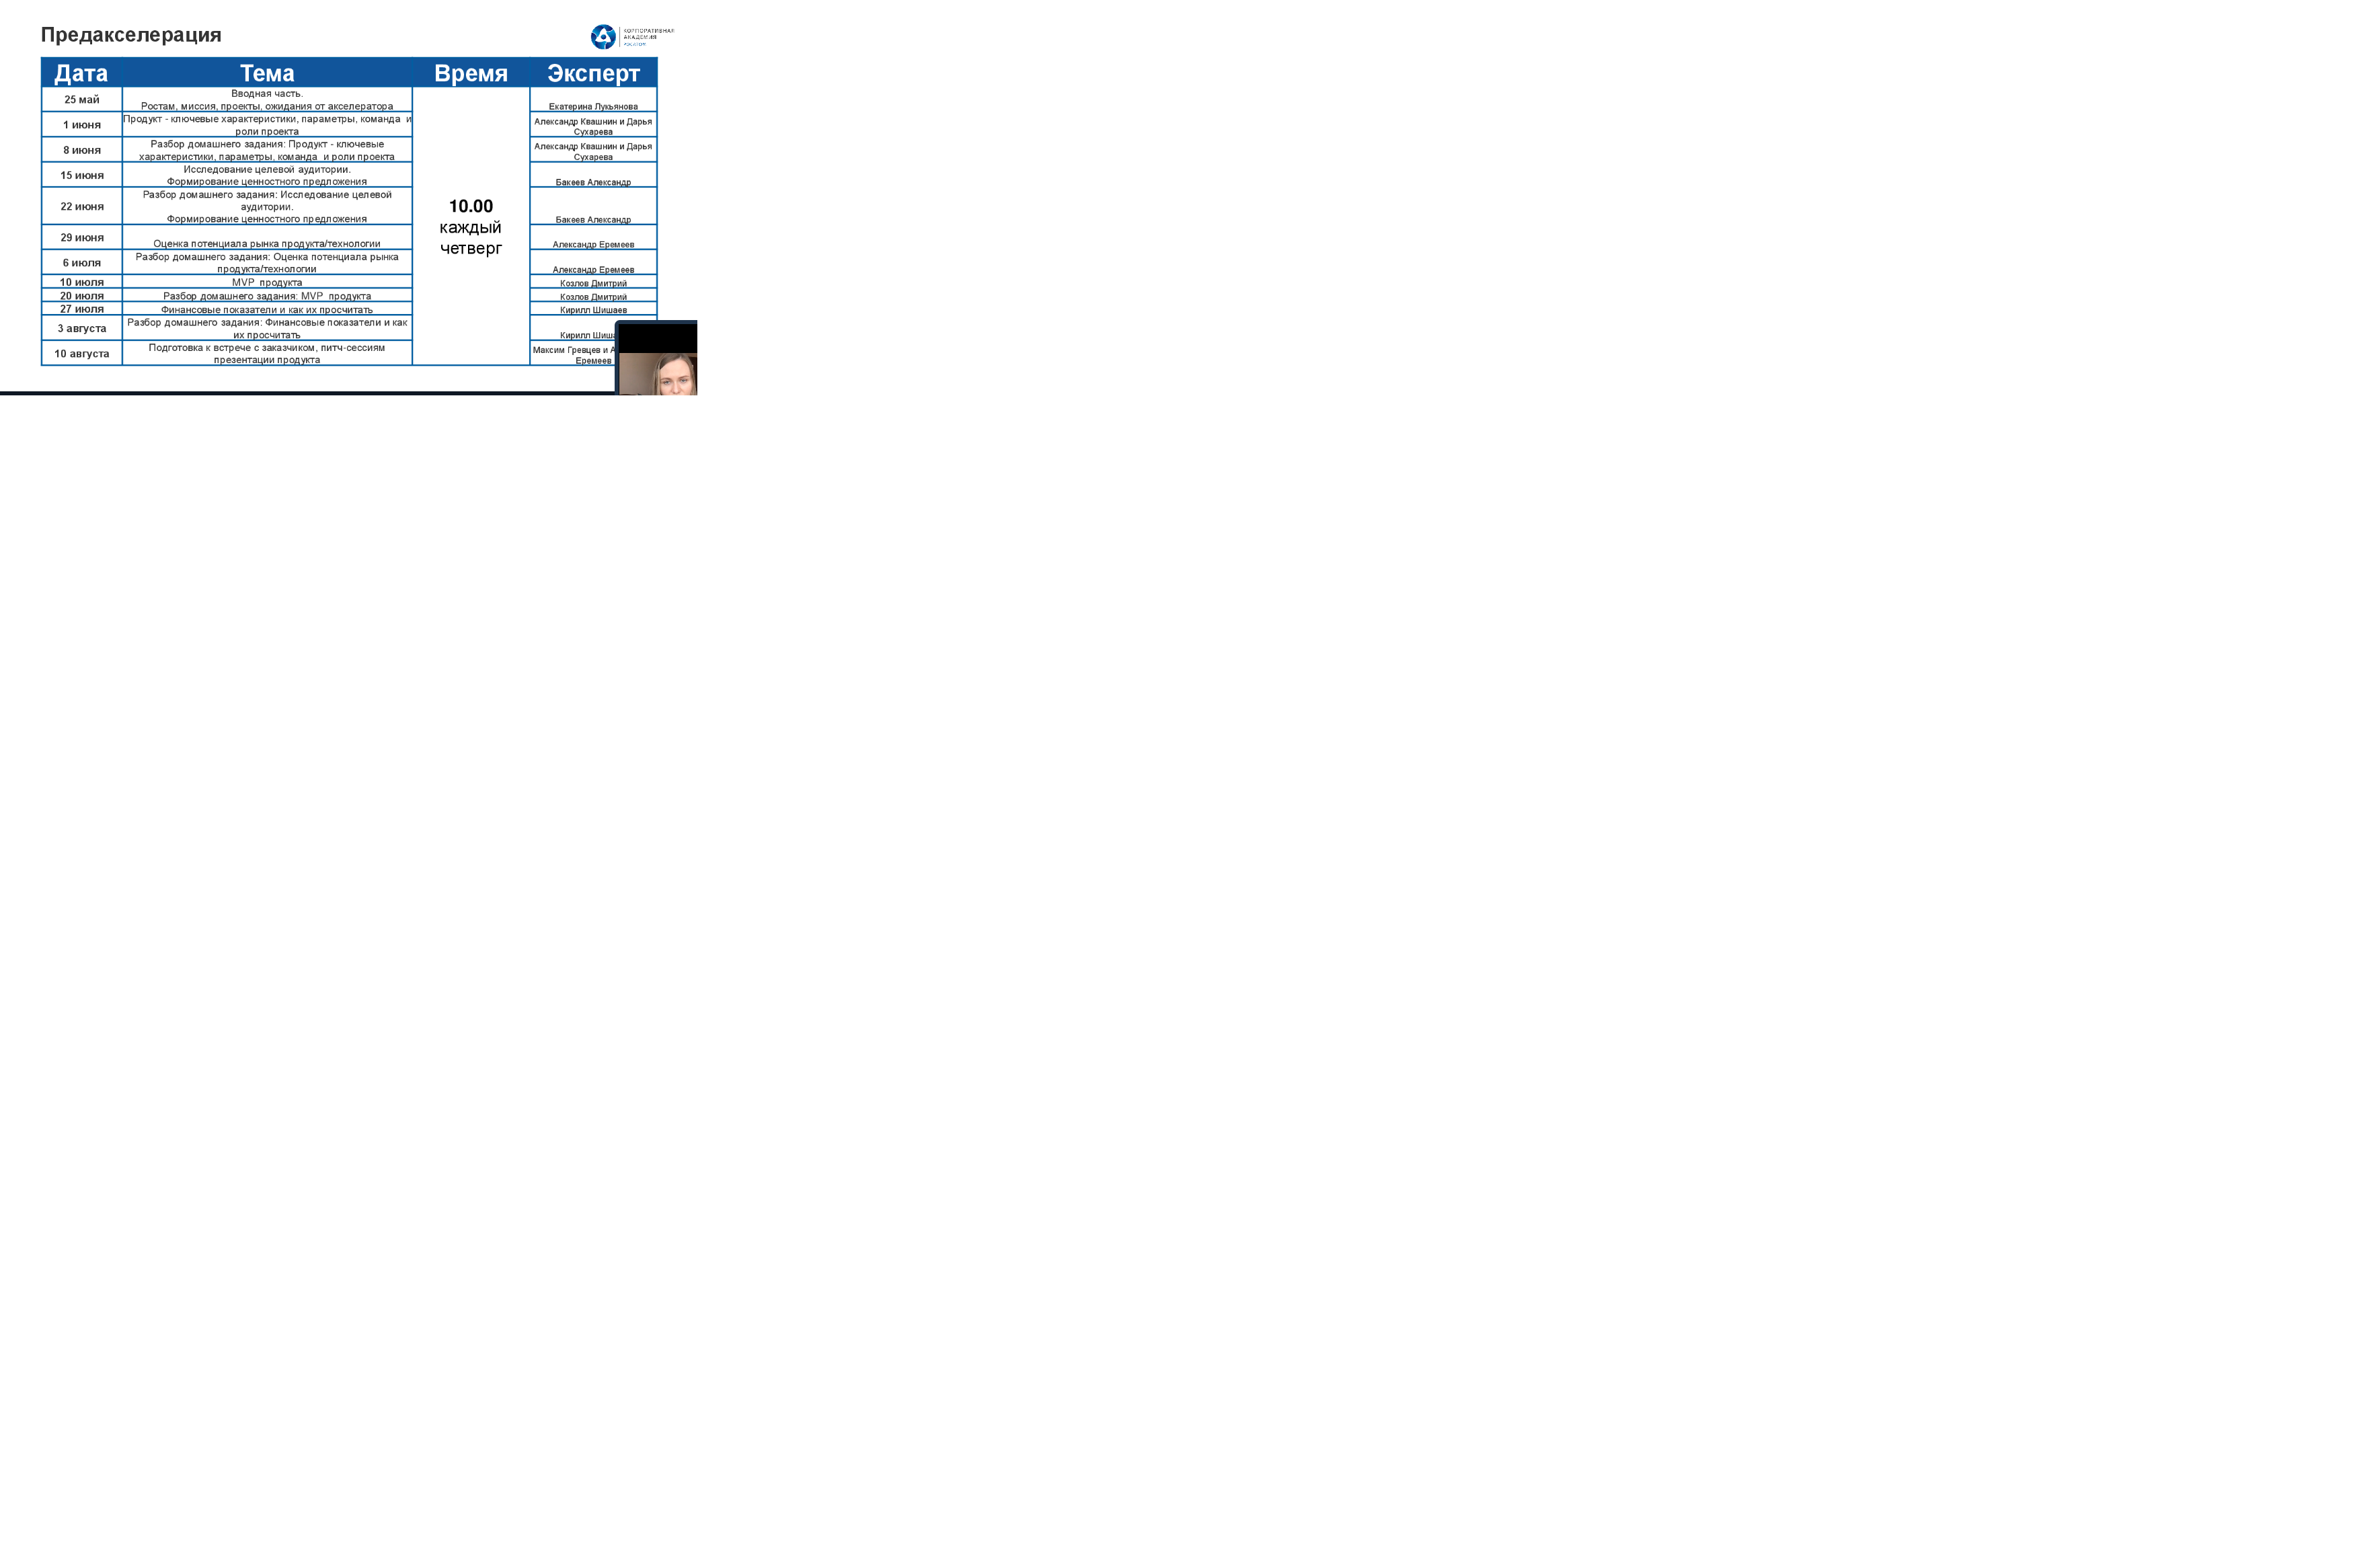 Предакселерация
КОРПОРАТИВНАЯ
АКАДЕМИЯ
РОСАТОМ
Дата Тема Время Эксперт
25 май
Вводная часть.
Ростам, миссия, проекты, ожидания от акселератора
Екатерина Лукьянова
1 июня
Продукт - ключевые характеристики, параметры, команда и
роли проекта
Александр Квашнин и Дарья
Сухарева
8 июня
Разбор домашнего задания: Продукт - ключевые
характеристики, параметры, команда и роли проекта
Александр Квашнин и Дарья
Сухарева
15 июня
Исследование целевой аудитории.
Формирование ценностного предложения
Бакеев Александр
22 июня
Разбор домашнего задания: Исследование целевой
аудитории.
Формирование ценностного предложения
Бакеев Александр
10.00
каждый
четверг
29 июня
Оценка потенциала рынка продукта/технологии
Александр Еремеев
6 июля
Разбор домашнего задания: Оценка потенциала рынка
продукта/технологии
Александр Еремеев
10 июля
MVP продукта
Козлов Дмитрий
20 июля
Разбор домашнего задания: MVP продукта
Козлов Дмитрий
27 июля
Финансовые показатели и как их просчитать
Кирилл Шишаев
3 августа
Разбор домашнего задания: Финансовые показатели и как
их просчитать
Кирилл
10 августа
Подготовка к встрече с заказчиком, питч-сессиям
презентации продукта
Максим Гревцев и
Еремеев